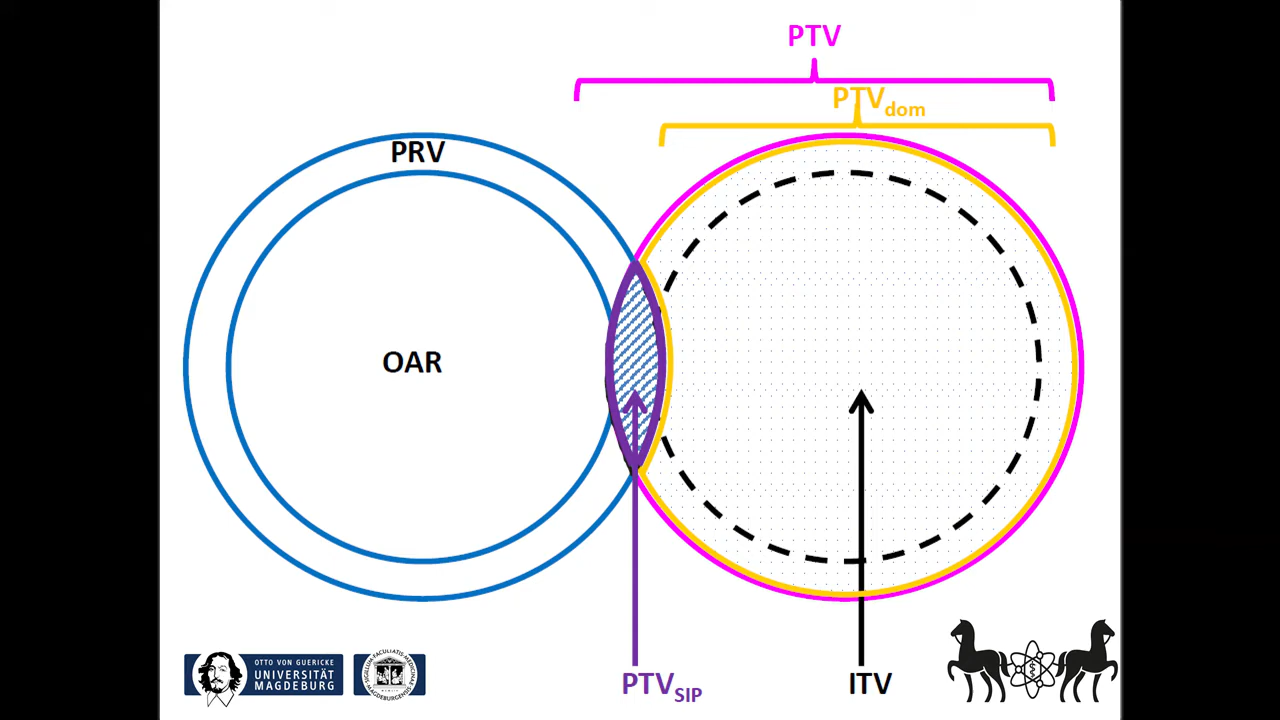 PTV
PTVdom
PRV
OAR
PTVSIP
ITV
OTTO VON GUERICKE
UNIVERSITÄT
MAGDEBURG